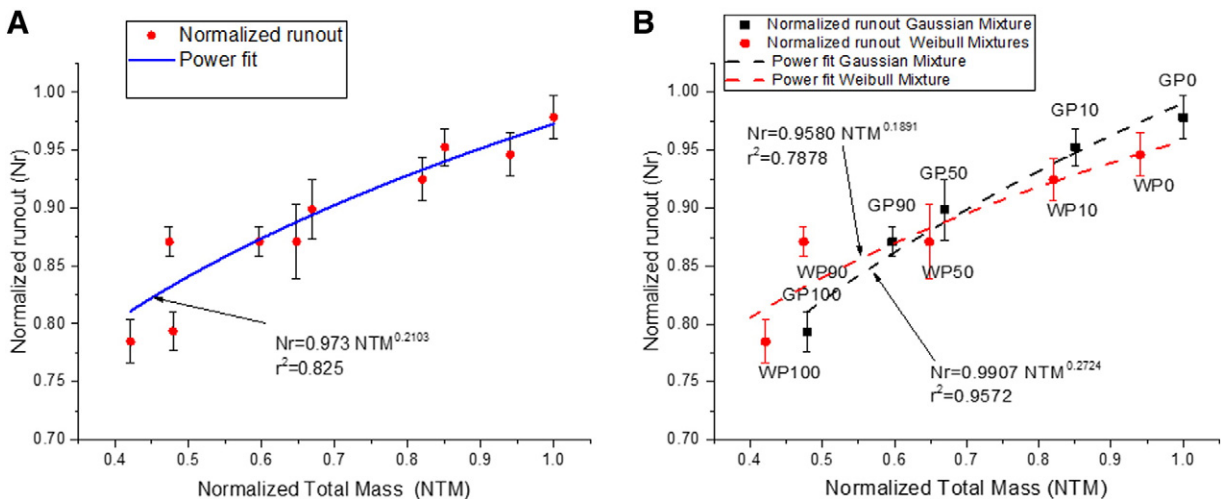 A
Normalized runout
Power fit
1.00
0.95
0.90
0.85
0.80
0.75
0.70
Normalized runout (Nr)
Nr=0.973 NTM^0.2103
r²=0.825
0.4 0.5 0.6 0.7 0.8 0.9 1.0
Normalized Total Mass (NTM)
B
Normalized runout Gaussian Mixture
Normalized runout Weibull Mixtures
Power fit Gaussian Mixture
Power fit Weibull Mixture
1.00
0.95
0.90
0.85
0.80
0.75
0.70
Normalized runout (Nr)
GP0
GP10
Nr=0.9580 NTM^0.1891
r²=0.7878
GP50
WP0
GP90
WP10
WP90
WP50
GP100
WP100
Nr=0.9907 NTM^0.2724
r²=0.9572
0.4 0.5 0.6 0.7 0.8 0.9 1.0
Normalized Total Mass (NTM)